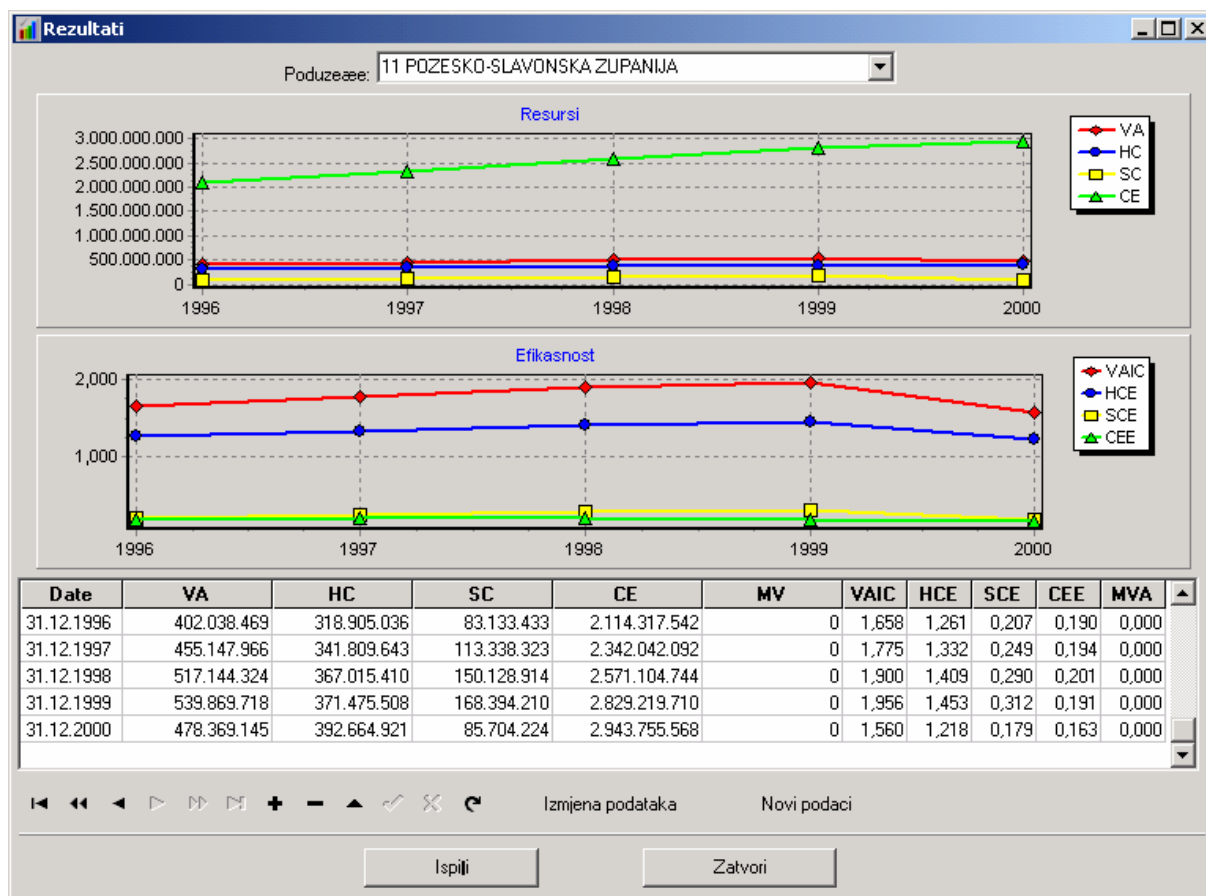 Rezultati
Poduzeæe: 11 POZESKO-SLAVONSKA ZUPANIJA
Resursi
3.000.000.000
2.500.000.000
2.000.000.000
1.500.000.000
1.000.000.000
500.000.000
0
1996 1997 1998 1999 2000
VA
HC
SC
CE
Efikasnost
2,000
1,000
1996 1997 1998 1999 2000
VAIC
HCE
SCE
CEE
Date VA HC SC CE MV VAIC HCE SCE CEE MVA
31.12.1996 402.038.469 318.905.036 83.133.433 2.114.317.542 0 1,658 1,261 0,207 0,190 0,000
31.12.1997 455.147.966 341.809.643 113.338.323 2.342.042.092 0 1,775 1,332 0,249 0,194 0,000
31.12.1998 517.144.324 367.015.410 150.128.914 2.571.104.744 0 1,900 1,409 0,290 0,201 0,000
31.12.1999 539.869.718 371.475.508 168.394.210 2.829.219.710 0 1,956 1,453 0,312 0,191 0,000
31.12.2000 478.369.145 392.664.921 85.704.224 2.943.755.568 0 1,560 1,218 0,179 0,163 0,000
Izmjena podataka Novi podaci
Ispiši Zatvori